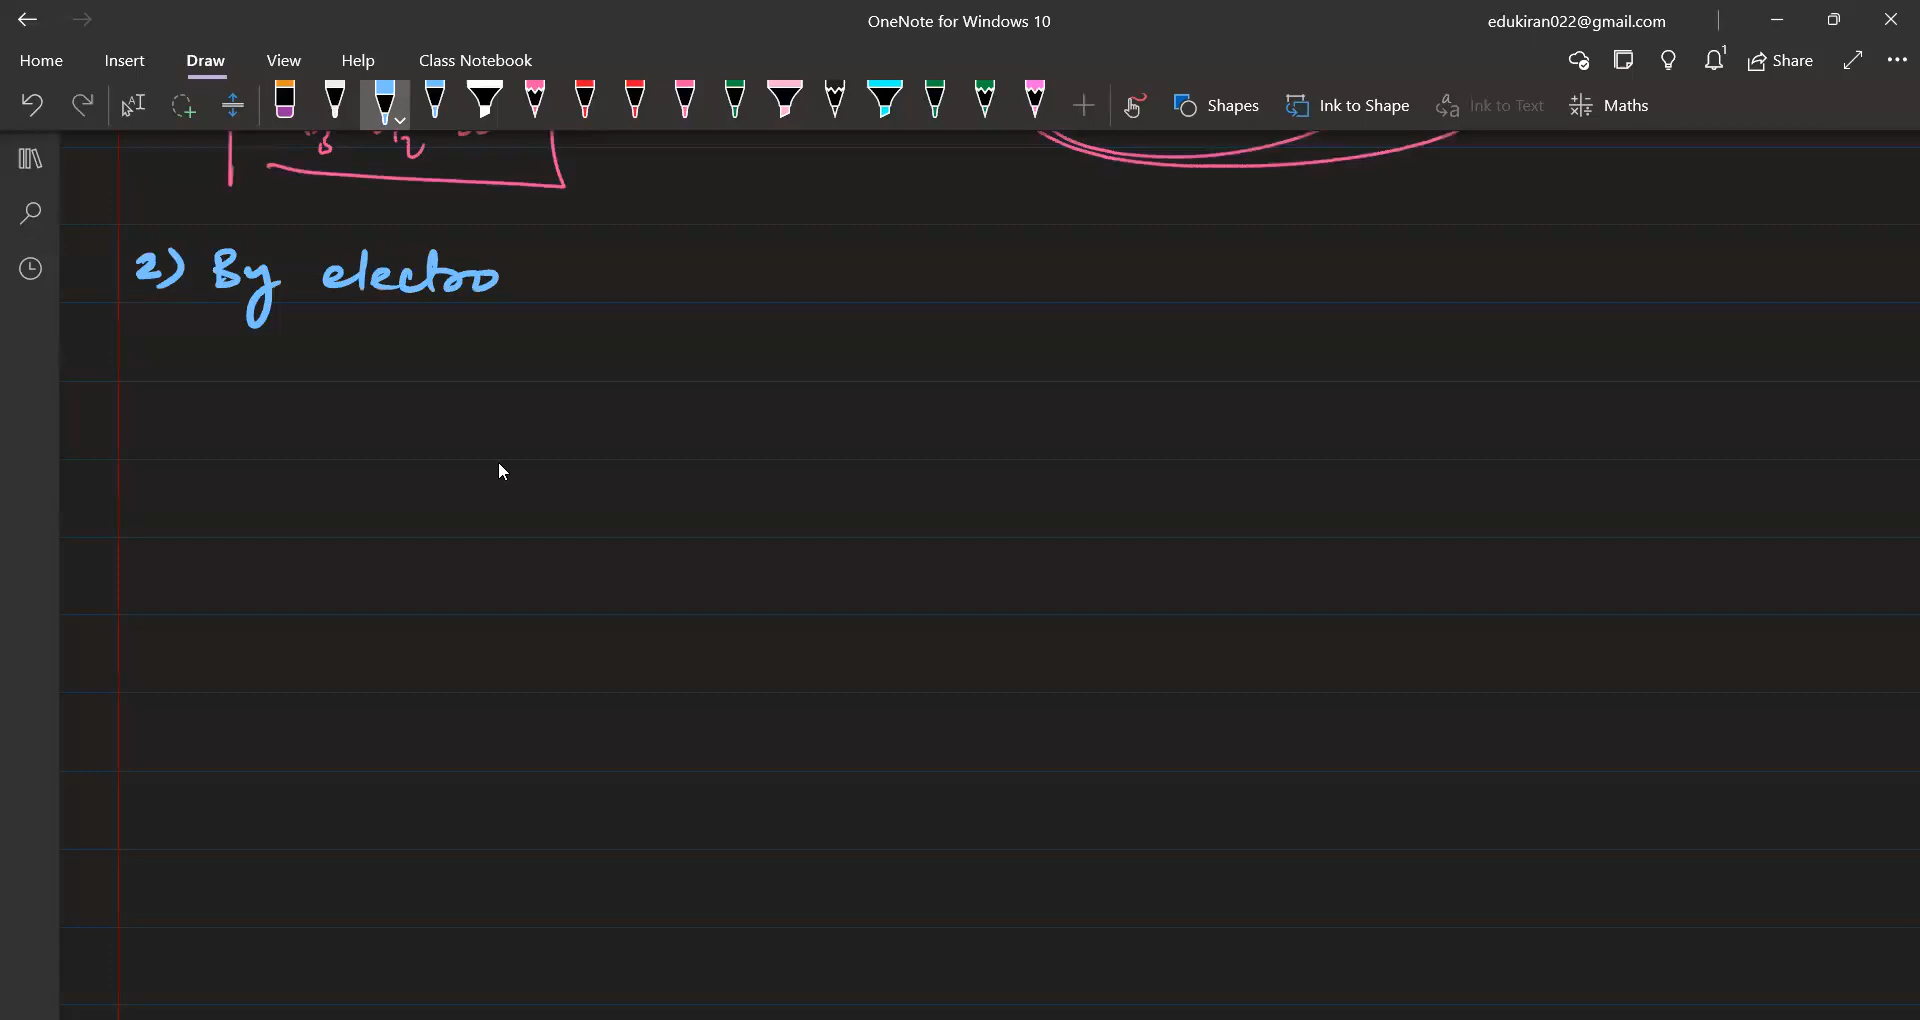 OneNote for Windows 10
edukiran022@gmail.com
Home Insert Draw View Help Class Notebook
1 Share
Shapes Ink to Shape Ink to Text Maths
2) By electro